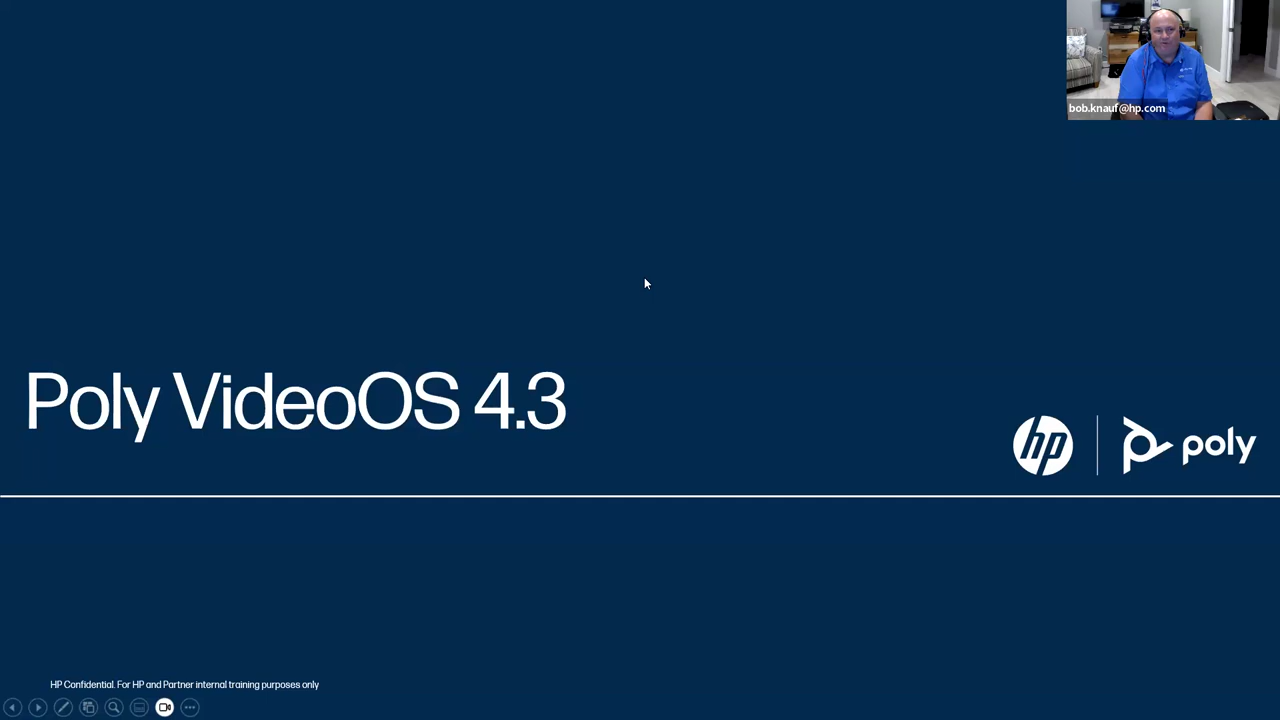 bob.knauf@hp.com
Poly VideoOS 4.3
hp poly
HP Confidential. For HP and Partner internal training purposes only